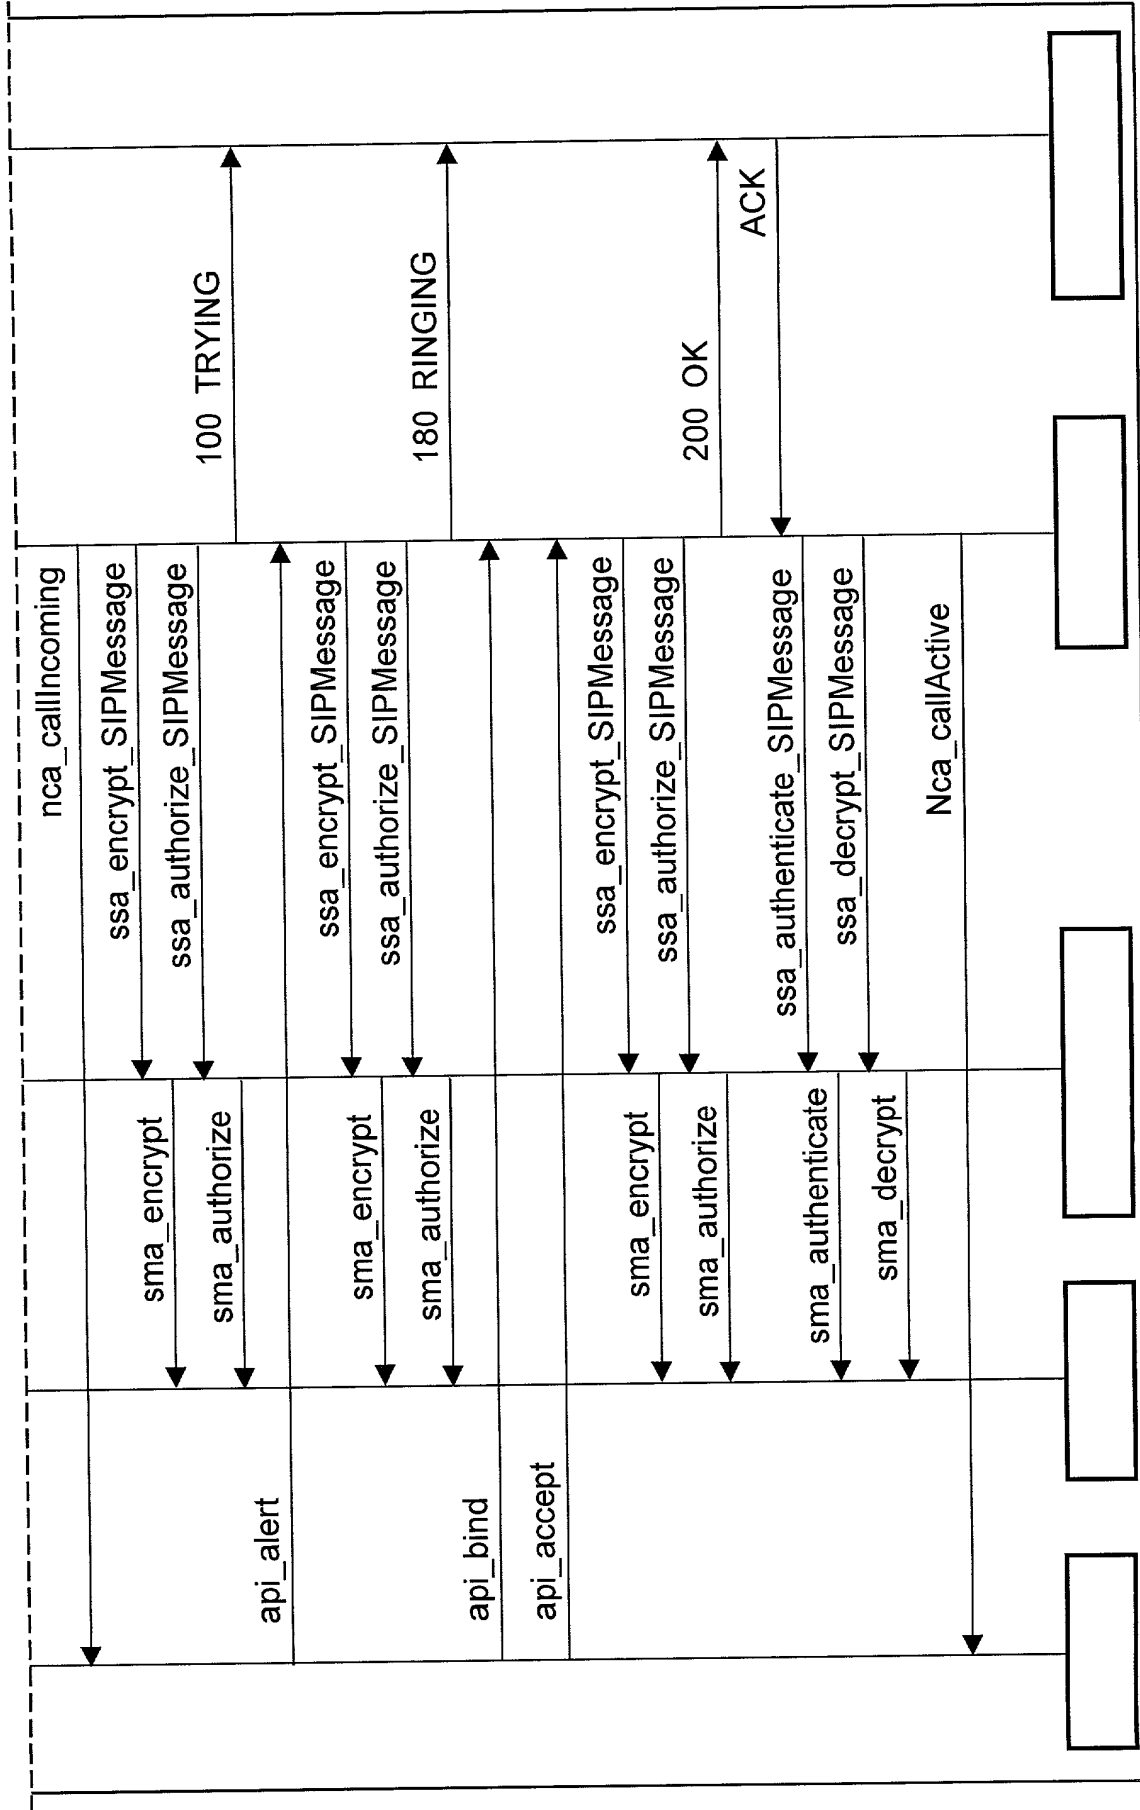 nca_callIncoming
ssa_encrypt_SIPMessage
sma_encrypt
ssa_authorize_SIPMessage
sma_authorize
100 TRYING
api_alert
ssa_encrypt_SIPMessage
sma_encrypt
ssa_authorize_SIPMessage
sma_authorize
180 RINGING
api_bind
api_accept
ssa_encrypt_SIPMessage
sma_encrypt
ssa_authorize_SIPMessage
sma_authorize
200 OK
ACK
ssa_authenticate_SIPMessage
sma_authenticate
ssa_decrypt_SIPMessage
sma_decrypt
Nca_callActive